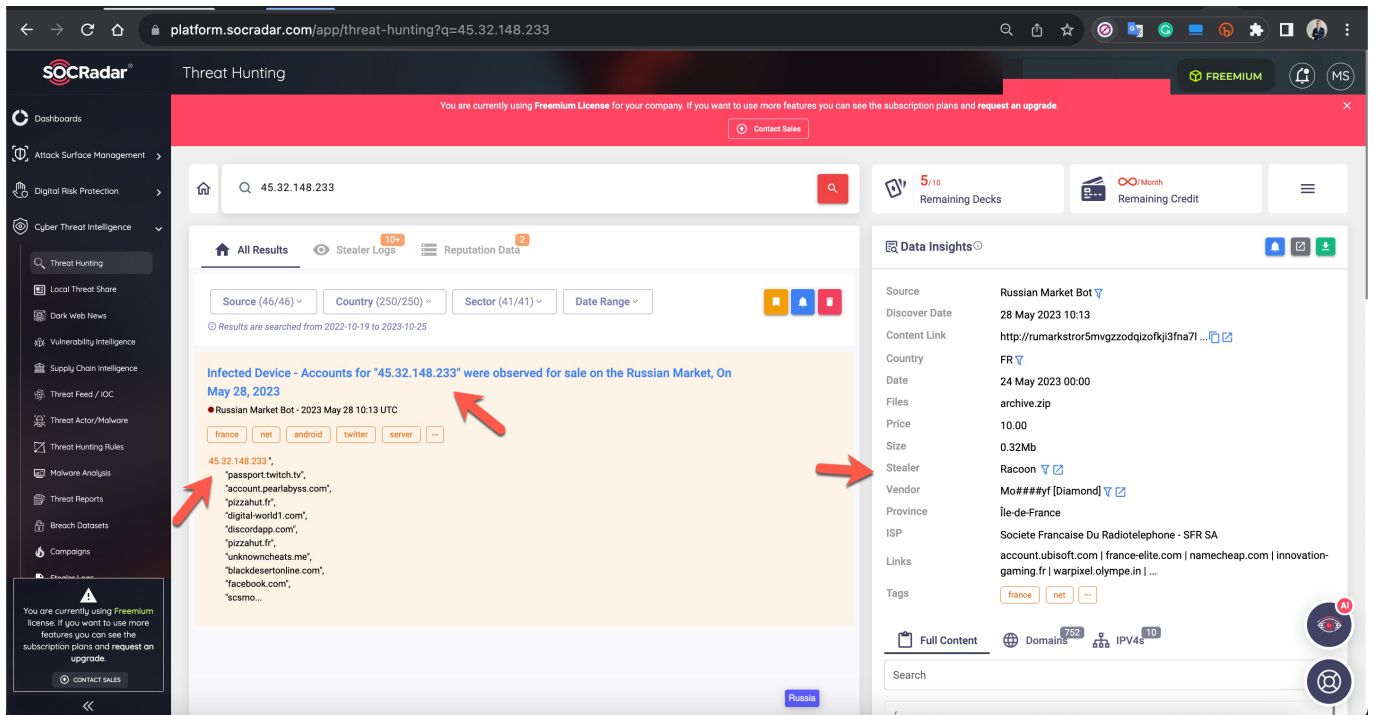 platform.socradar.com/app/threat-hunting?q=45.32.148.233
SOCRadar®
Threat Hunting
FREEMIUM
MS
You are currently using Freemium License for your company. If you want to use more features you can see the subscription plans and request an upgrade.
Contact Sales
Dashboards
Attack Surface Management
Digital Risk Protection
Cyber Threat Intelligence
Threat Hunting
Local Threat Share
Dark Web News
Vulnerability Intelligence
Supply Chain Intelligence
Threat Feed / IOC
Threat Actor/Malware
Threat Hunting Rules
Malware Analysis
Threat Reports
Breach Datasets
Campaigns
Stealer Logs
You are currently using Freemium
license. If you want to use more
features you can see the
subscription plans and request an
upgrade.
CONTACT SALES
45.32.148.233
5/10
Remaining Decks
∞/Month
Remaining Credit
All Results
Stealer Logs 10+
Reputation Data 2
Source (46/46)
Country (250/250)
Sector (41/41)
Date Range
Results are searched from 2022-10-19 to 2023-10-25
Infected Device - Accounts for "45.32.148.233" were observed for sale on the Russian Market, On
May 28, 2023
Russian Market Bot - 2023 May 28 10:13 UTC
france net android twitter server ...
45.32.148.233",
"passport.twitch.tv",
"account.pearlabyss.com",
"pizzahut.fr",
"digital-world1.com",
"discordapp.com",
"pizzahut.fr",
"unknowncheats.me",
"blackdesertonline.com",
"facebook.com",
"scsmo...
Russia
Data Insights
Source Russian Market Bot
Discover Date 28 May 2023 10:13
Content Link http://rumarkstror5mvgzzodqizofkji3fna7l ...
Country FR
Date 24 May 2023 00:00
Files archive.zip
Price 10.00
Size 0.32Mb
Stealer Racoon
Vendor Mo####yf [Diamond]
Province Île-de-France
ISP Societe Francaise Du Radiotelephone - SFR SA
Links account.ubisoft.com | france-elite.com | namecheap.com | innovation-
gaming.fr | warpixel.olympe.in | ...
Tags france net ...
AI
Full Content
Domains 752
IPV4s 10
Search